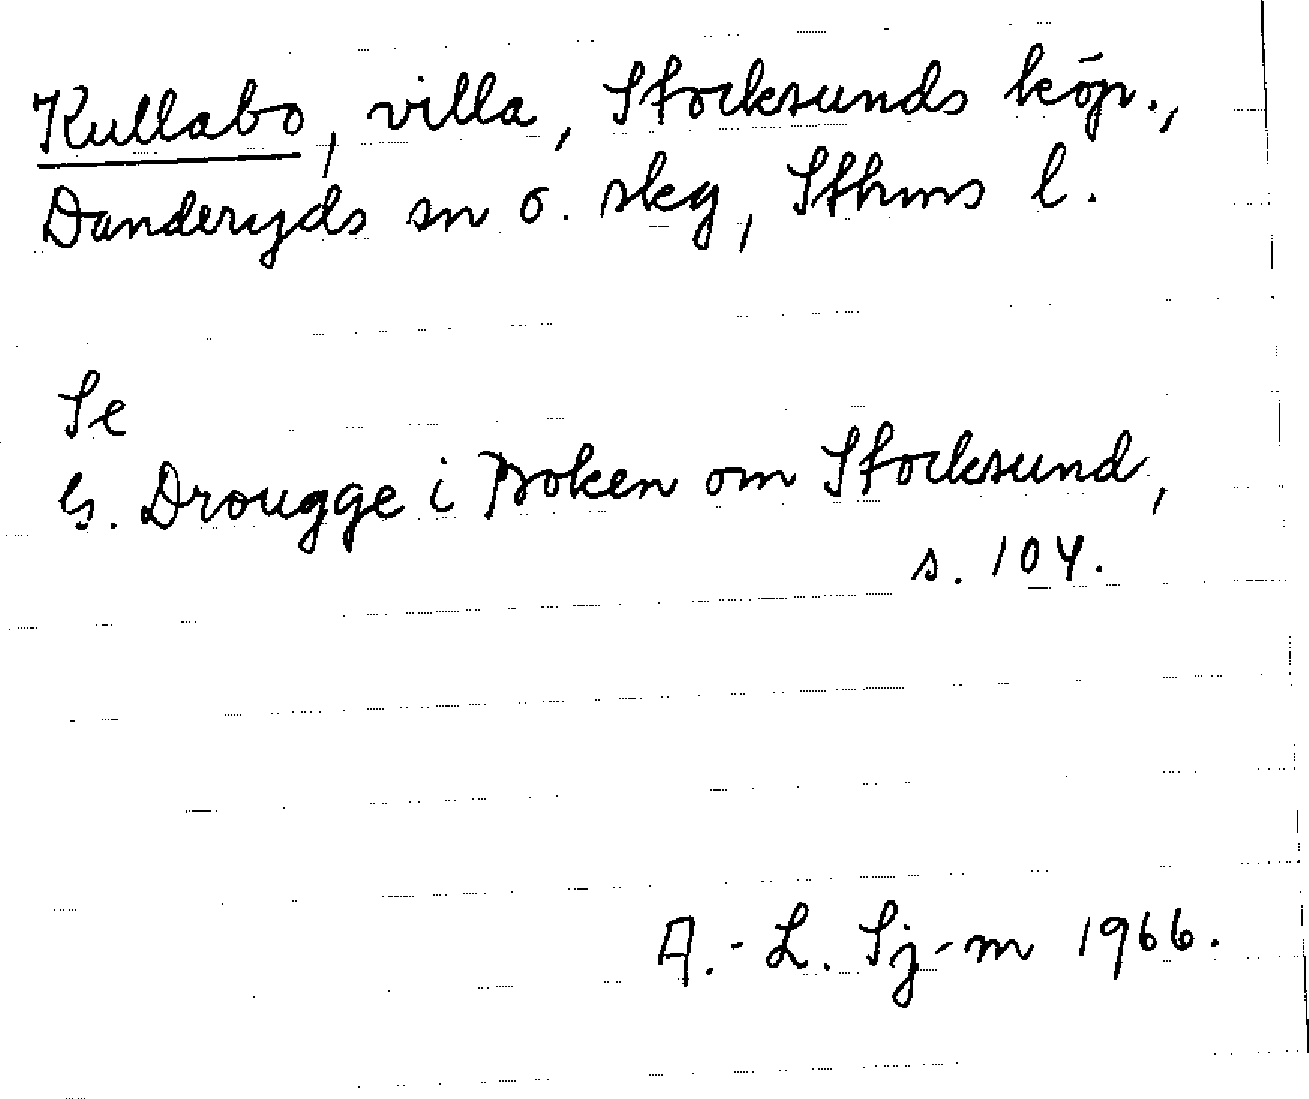 Kullabo, villa, Stocksunds köp.,
Danderyds sn o. skg, Sthms l.
Se
G. Drougge i Boken om Stocksund,
s. 104.
A.-L. Sj-m 1966.